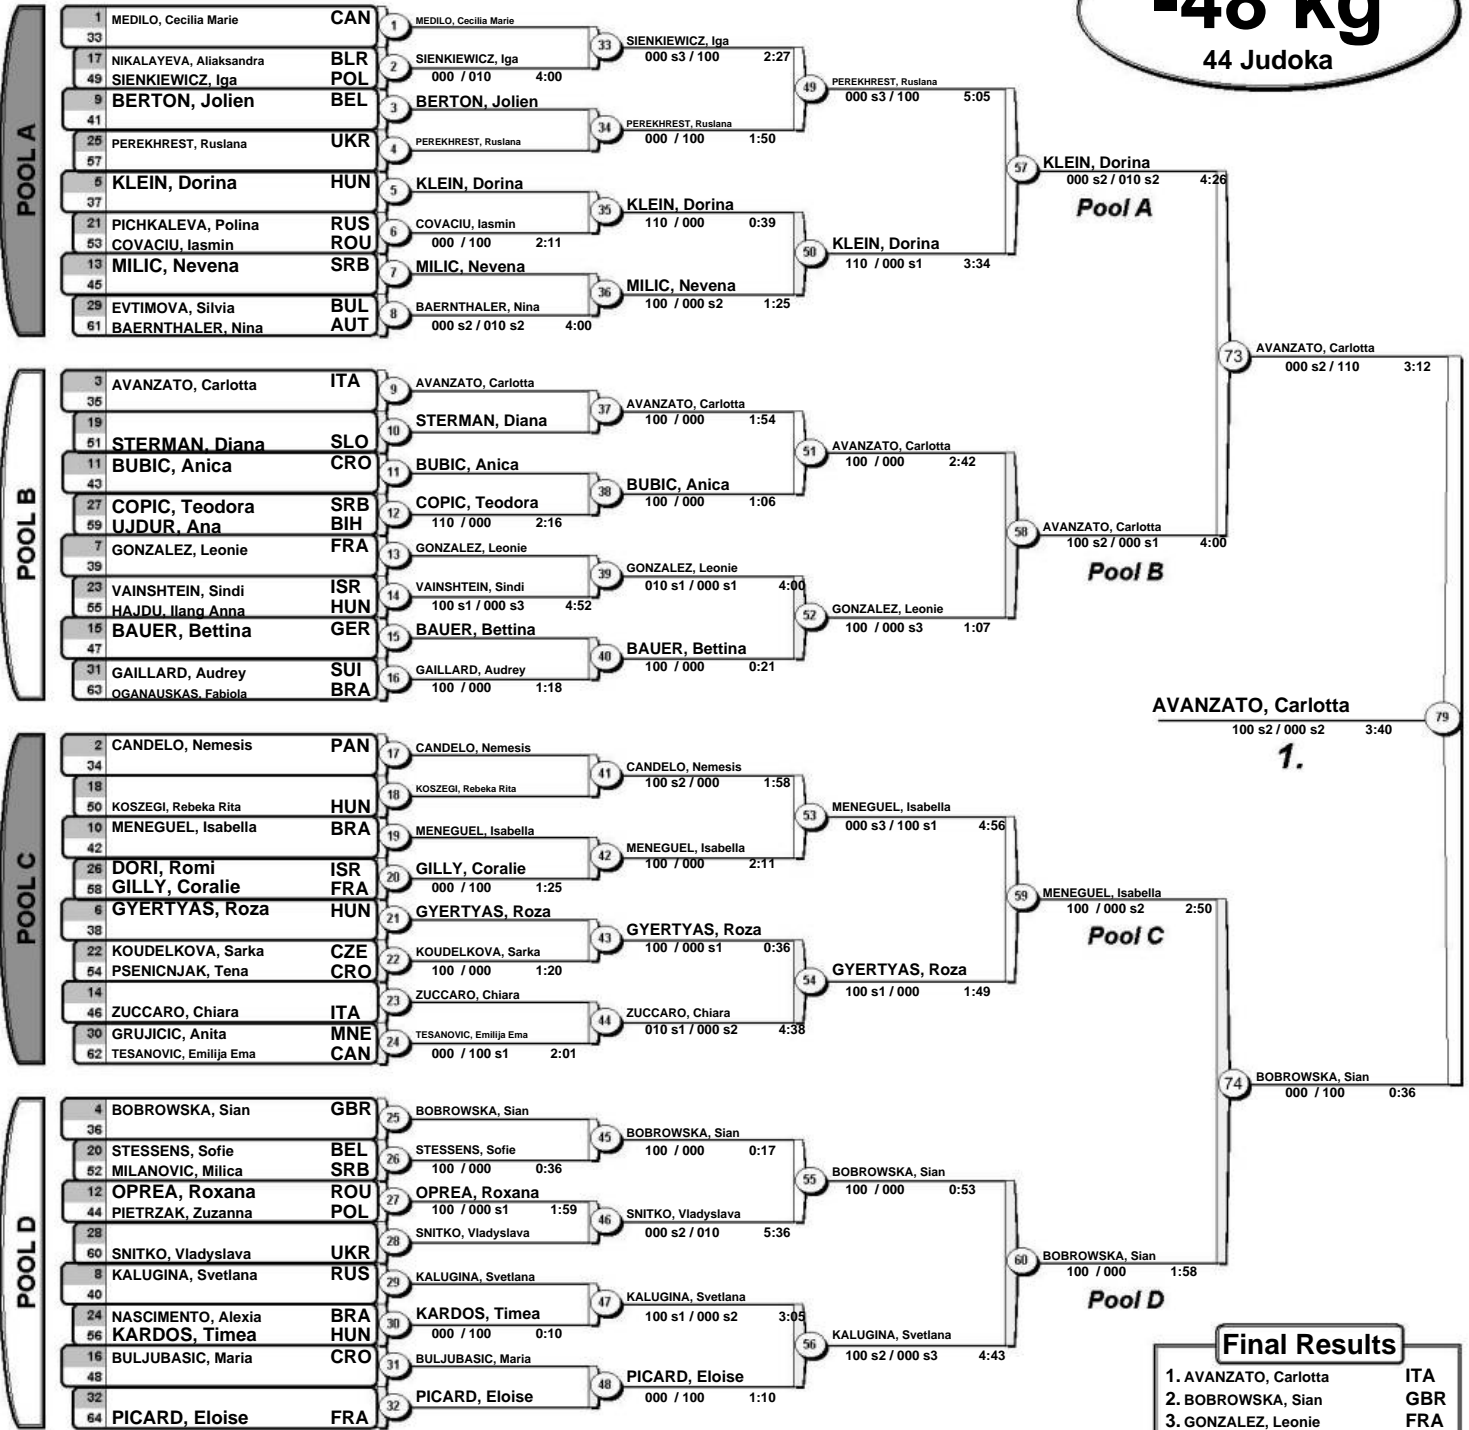 -48 kg
44 Judoka
POOL A
1 MEDILO, Cecilia Marie CAN
33
17 NIKALAYEVA, Aliaksandra BLR
49 SIENKIEWICZ, Iga POL
9 BERTON, Jolien BEL
41
25 PEREKHREST, Ruslana UKR
57
5 KLEIN, Dorina HUN
37
21 PICHKALEVA, Polina RUS
53 COVACIU, Iasmin ROU
13 MILIC, Nevena SRB
45
29 EVTIMOVA, Silvia BUL
61 BAERNTHALER, Nina AUT
1 MEDILO, Cecilia Marie
2 SIENKIEWICZ, Iga
000 / 010 4:00
3 BERTON, Jolien
4 PEREKHREST, Ruslana
5 KLEIN, Dorina
6 COVACIU, Iasmin
000 / 100 2:11
7 MILIC, Nevena
8 BAERNTHALER, Nina
000 s2 / 010 s2 4:00
33 SIENKIEWICZ, Iga
000 s3 / 100 2:27
34 PEREKHREST, Ruslana
000 / 100 1:50
35 KLEIN, Dorina
110 / 000 0:39
36 MILIC, Nevena
100 / 000 s2 1:25
49 PEREKHREST, Ruslana
000 s3 / 100 5:05
50 KLEIN, Dorina
110 / 000 s1 3:34
57 KLEIN, Dorina
000 s2 / 010 s2 4:26
Pool A
POOL B
3 AVANZATO, Carlotta ITA
35
19
51 STERMAN, Diana SLO
11 BUBIC, Anica CRO
43
27 COPIC, Teodora SRB
59 UJDUR, Ana BIH
7 GONZALEZ, Leonie FRA
39
23 VAINSHTEIN, Sindi ISR
55 HAJDU, Ilang Anna HUN
15 BAUER, Bettina GER
47
31 GAILLARD, Audrey SUI
63 OGANAUSKAS, Fabiola BRA
9 AVANZATO, Carlotta
10 STERMAN, Diana
11 BUBIC, Anica
12 COPIC, Teodora
110 / 000 2:16
13 GONZALEZ, Leonie
14 VAINSHTEIN, Sindi
100 s1 / 000 s3 4:52
15 BAUER, Bettina
16 GAILLARD, Audrey
100 / 000 1:18
37 AVANZATO, Carlotta
100 / 000 1:54
38 BUBIC, Anica
100 / 000 1:06
39 GONZALEZ, Leonie
010 s1 / 000 s1 4:00
40 BAUER, Bettina
100 / 000 0:21
51 AVANZATO, Carlotta
100 / 000 2:42
52 GONZALEZ, Leonie
100 / 000 s3 1:07
58 AVANZATO, Carlotta
100 s2 / 000 s1 4:00
Pool B
73 AVANZATO, Carlotta
000 s2 / 110 3:12
AVANZATO, Carlotta 79
100 s2 / 000 s2 3:40
1.
POOL C
2 CANDELO, Nemesis PAN
34
18
50 KOSZEGI, Rebeka Rita HUN
10 MENEGUEL, Isabella BRA
42
26 DORI, Romi ISR
58 GILLY, Coralie FRA
6 GYERTYAS, Roza HUN
38
22 KOUDELKOVA, Sarka CZE
54 PSENICNJAK, Tena CRO
14
46 ZUCCARO, Chiara ITA
30 GRUJICIC, Anita MNE
62 TESANOVIC, Emilija Ema CAN
17 CANDELO, Nemesis
18 KOSZEGI, Rebeka Rita
19 MENEGUEL, Isabella
20 GILLY, Coralie
000 / 100 1:25
21 GYERTYAS, Roza
22 KOUDELKOVA, Sarka
100 / 000 1:20
23 ZUCCARO, Chiara
24 TESANOVIC, Emilija Ema
000 / 100 s1 2:01
41 CANDELO, Nemesis
100 s2 / 000 1:58
42 MENEGUEL, Isabella
100 / 000 2:11
43 GYERTYAS, Roza
100 / 000 s1 0:36
44 ZUCCARO, Chiara
010 s1 / 000 s2 4:38
53 MENEGUEL, Isabella
000 s3 / 100 s1 4:56
54 GYERTYAS, Roza
100 s1 / 000 1:49
59 MENEGUEL, Isabella
100 / 000 s2 2:50
Pool C
POOL D
4 BOBROWSKA, Sian GBR
36
20 STESSENS, Sofie BEL
52 MILANOVIC, Milica SRB
12 OPREA, Roxana ROU
44 PIETRZAK, Zuzanna POL
28
60 SNITKO, Vladyslava UKR
8 KALUGINA, Svetlana RUS
40
24 NASCIMENTO, Alexia BRA
56 KARDOS, Timea HUN
16 BULJUBASIC, Maria CRO
48
32
64 PICARD, Eloise FRA
25 BOBROWSKA, Sian
26 STESSENS, Sofie
100 / 000 0:36
27 OPREA, Roxana
100 / 000 s1 1:59
28 SNITKO, Vladyslava
29 KALUGINA, Svetlana
30 KARDOS, Timea
000 / 100 0:10
31 BULJUBASIC, Maria
32 PICARD, Eloise
45 BOBROWSKA, Sian
100 / 000 0:17
46 SNITKO, Vladyslava
000 s2 / 010 5:36
47 KALUGINA, Svetlana
100 s1 / 000 s2 3:05
48 PICARD, Eloise
000 / 100 1:10
55 BOBROWSKA, Sian
100 / 000 0:53
56 KALUGINA, Svetlana
100 s2 / 000 s3 4:43
60 BOBROWSKA, Sian
100 / 000 1:58
Pool D
74 BOBROWSKA, Sian
000 / 100 0:36
Final Results
1. AVANZATO, Carlotta ITA
2. BOBROWSKA, Sian GBR
3. GONZALEZ, Leonie FRA